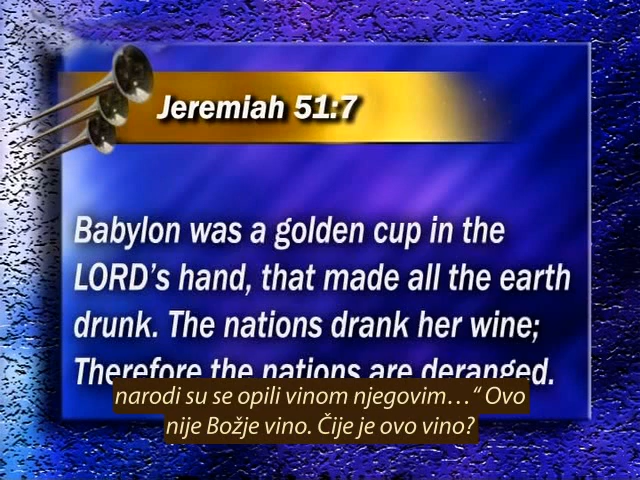 Jeremiah 51:7
Babylon was a golden cup in the
LORD's hand, that made all the earth
drunk. The nations drank her wine;
Therefore the nations are deranged.
narodi su se opili vinom njegovim…“ Ovo
nije Božje vino. Čije je ovo vino?